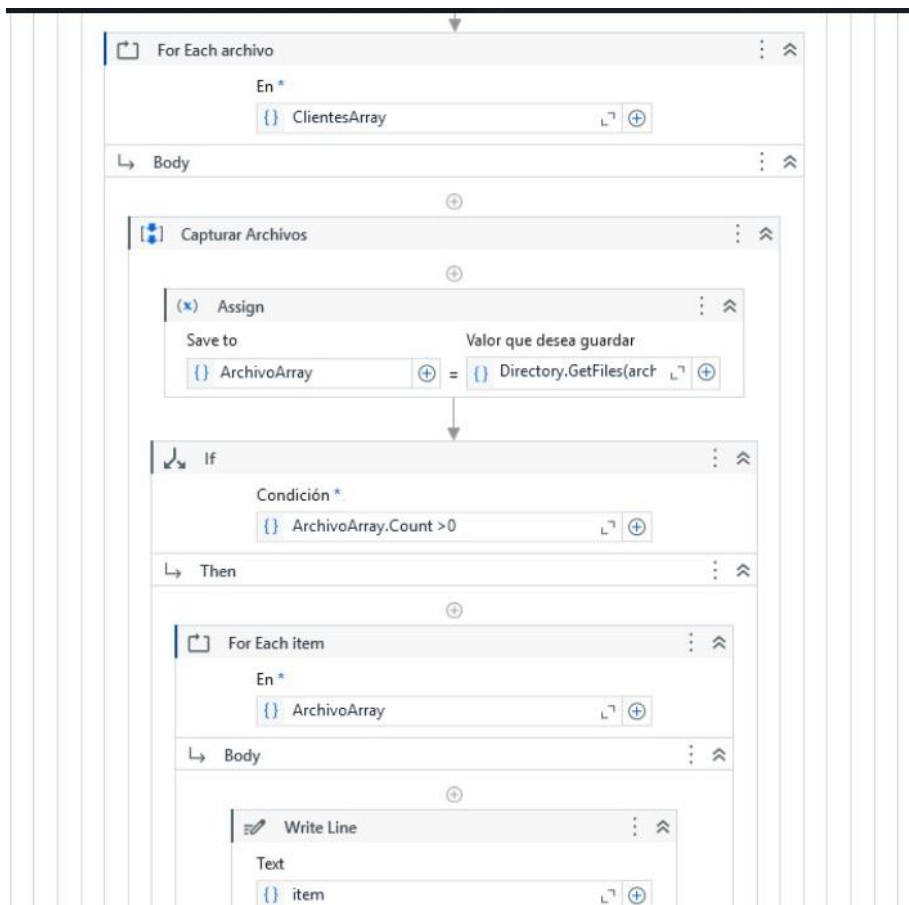 For Each archivo
En *
{} ClientesArray
Body
Capturar Archivos
(x) Assign
Save to Valor que desea guardar
{} ArchivoArray = {} Directory.GetFiles(arch
If
Condición *
{} ArchivoArray.Count >0
Then
For Each item
En *
{} ArchivoArray
Body
Write Line
Text
{} item